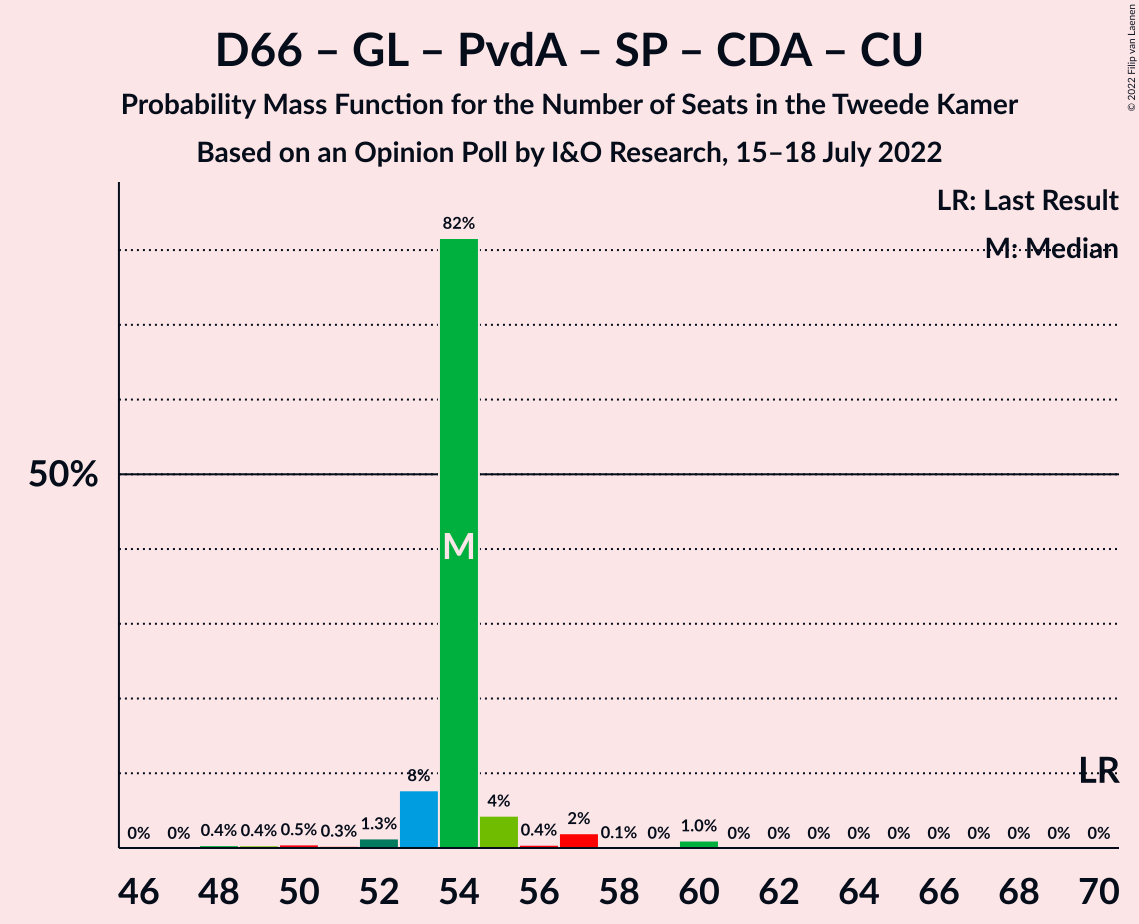 D66 – GL – PvdA – SP – CDA – CU
Probability Mass Function for the Number of Seats in the Tweede Kamer
Based on an Opinion Poll by I&O Research, 15–18 July 2022
© 2022 Filip van Laenen
LR: Last Result
M: Median
50%
0% 0% 0.4% 0.4% 0.5% 0.3% 1.3% 8% 82% 4% 0.4% 2% 0.1% 0% 1.0% 0% 0% 0% 0% 0% 0% 0% 0% 0% 0%
M
LR
46 48 50 52 54 56 58 60 62 64 66 68 70